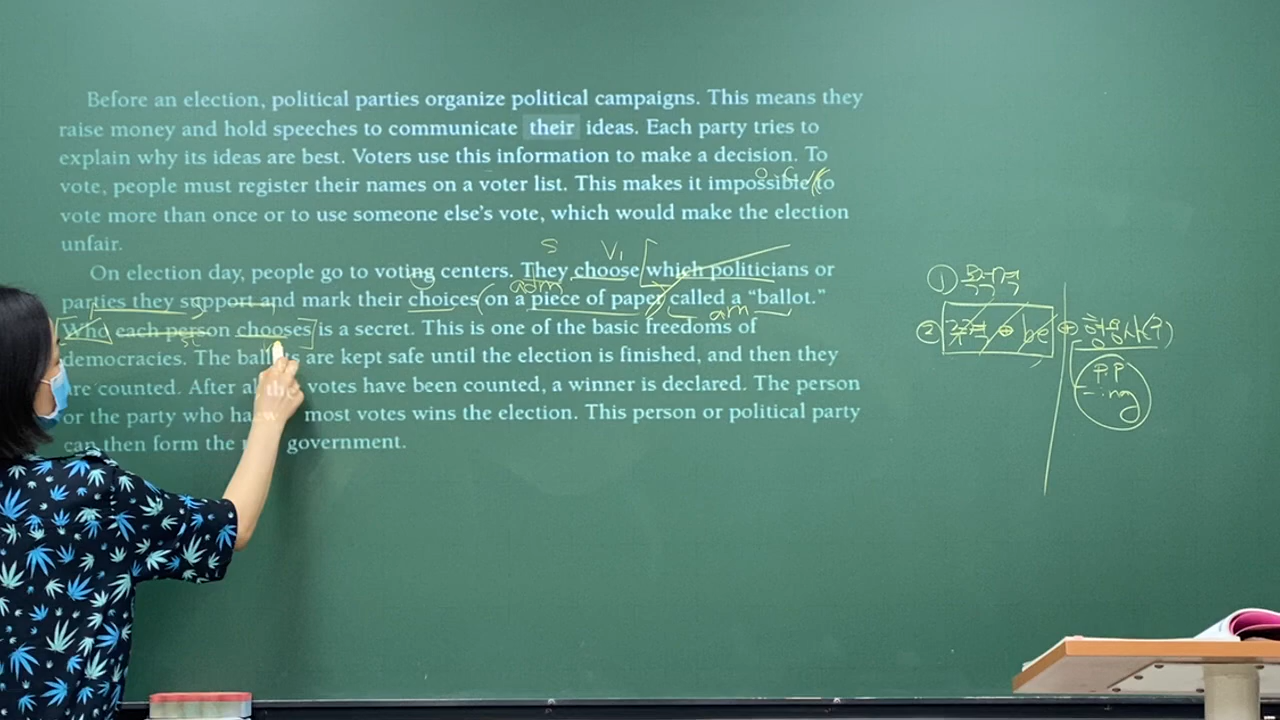 Before an election, political parties organize political campaigns. This means they
raise money and hold speeches to communicate their ideas. Each party tries to
explain why its ideas are best. Voters use this information to make a decision. To
vote, people must register their names on a voter list. This makes it impossible to
vote more than once or to use someone else's vote, which would make the election
unfair.
On election day, people go to voting centers. They choose which politicians or
parties they support and mark their choices on a piece of paper called a "ballot."
Who each person chooses is a secret. This is one of the basic freedoms of
democracies. The are kept safe until the election is finished, and then they
are counted. After votes have been counted, a winner is declared. The person
or the party who most votes wins the election. This person or political party
can then form the government.
S V1
adm
am
①
② be 형용사(?)
P.P
-ing